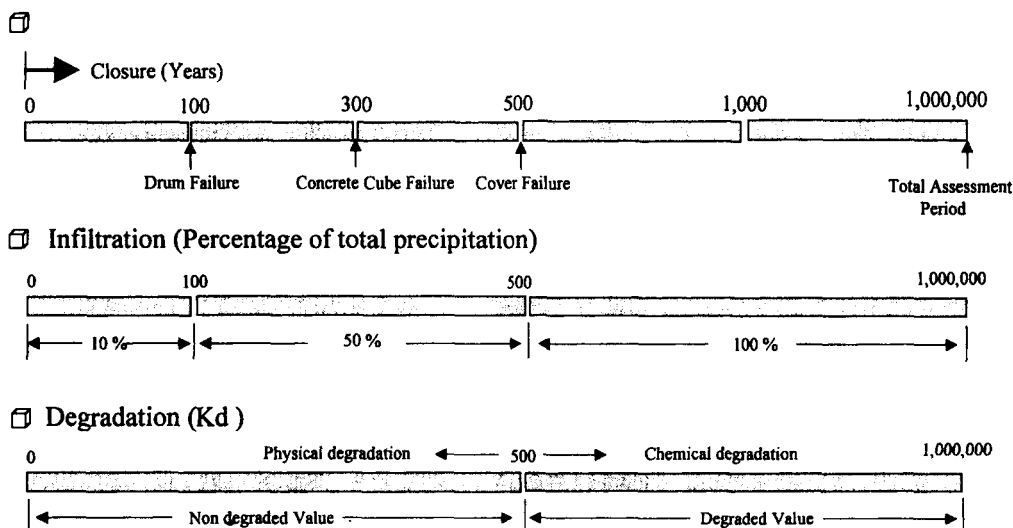 Closure (Years)
0 100 300 500 1,000 1,000,000
Drum Failure Concrete Cube Failure Cover Failure Total Assessment
Period
Infiltration (Percentage of total precipitation)
0 100 500 1,000,000
10 % 50 % 100 %
Degradation (Kd )
0 Physical degradation 500 Chemical degradation 1,000,000
Non degraded Value Degraded Value